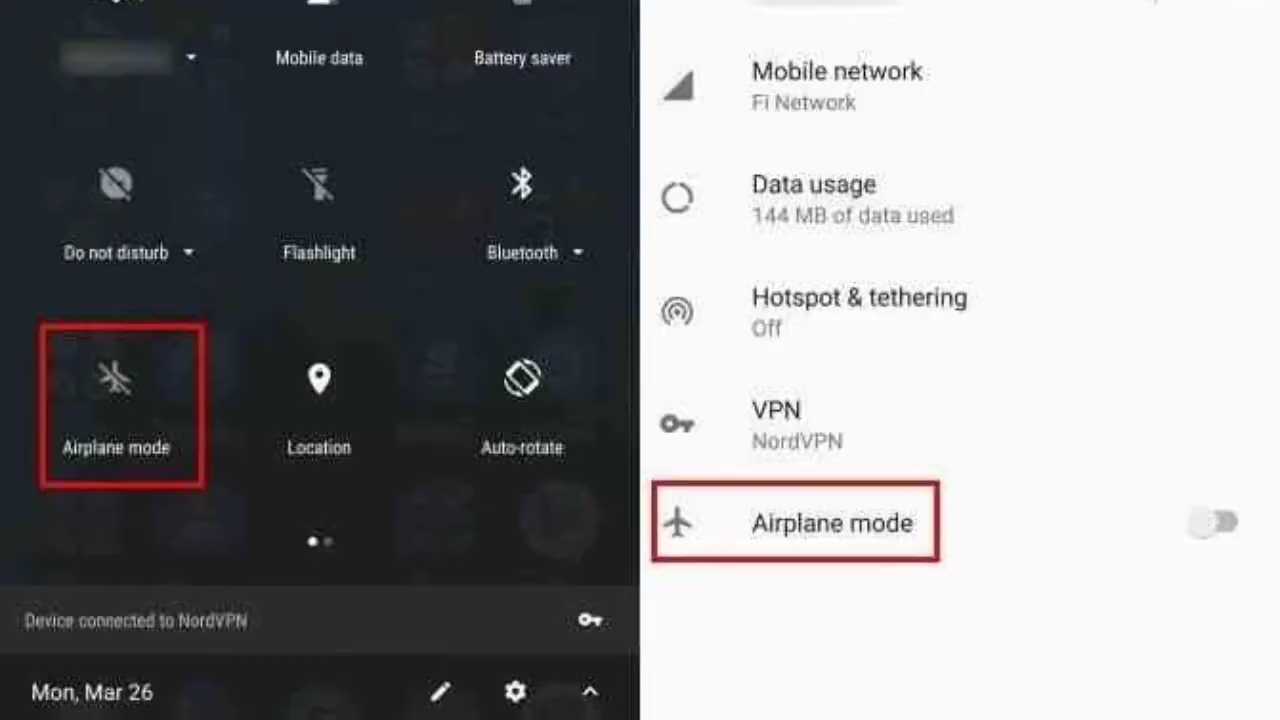 Mobile data
Battery saver
Do not disturb
Flashlight
Bluetooth
Airplane mode
Location
Auto-rotate
Device connected to NordVPN
Mon, Mar 26
Mobile network
Fi Network
Data usage
144 MB of data used
Hotspot & tethering
Off
VPN
NordVPN
Airplane mode